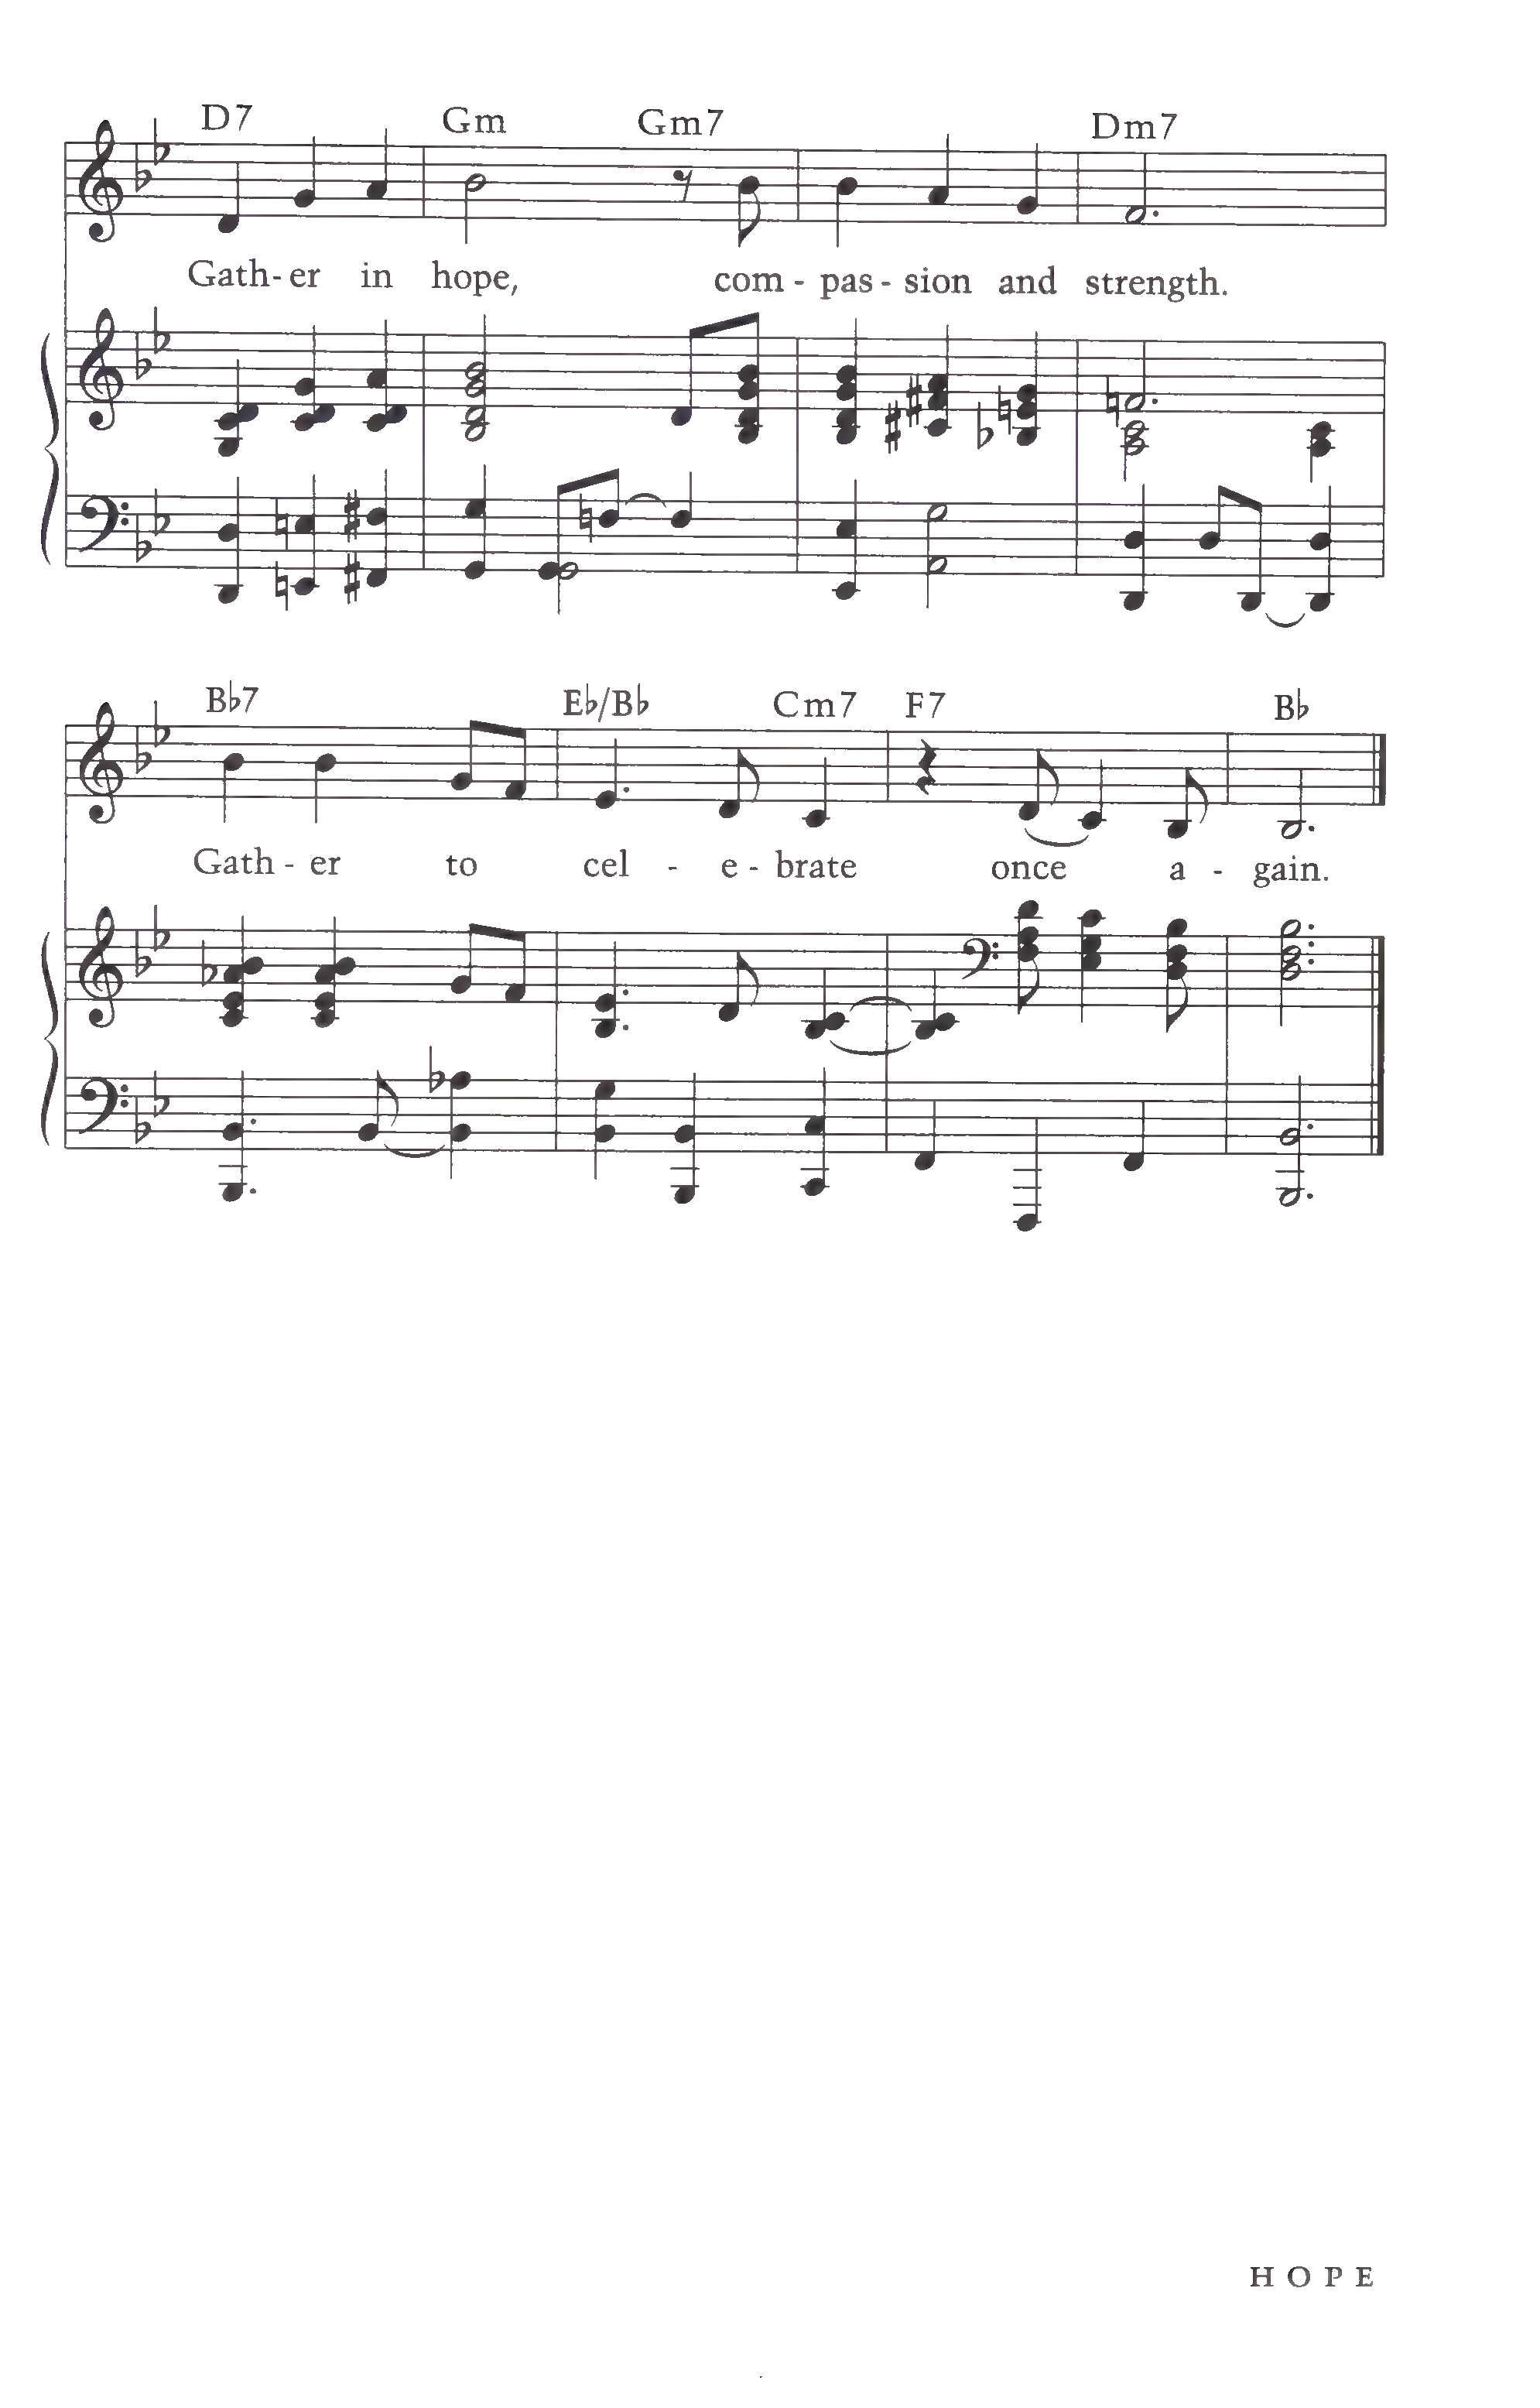 D7 Gm Gm7 Dm7
Gath- er in hope, com - pas - sion and strength.
B♭7 E♭/B♭ Cm7 F7 B♭
Gath - er to cel - e - brate once a - gain.
HOPE